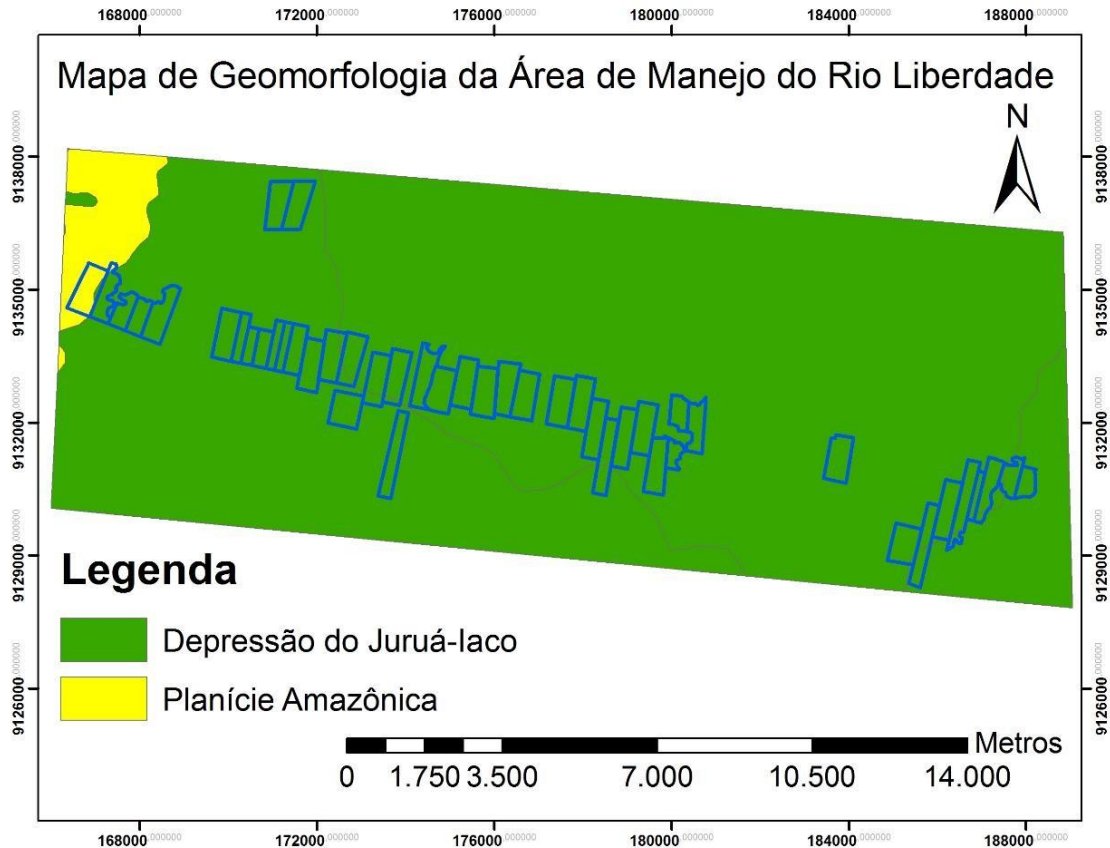 168000,000000 172000,000000 176000,000000 180000,000000 184000,000000 188000,000000
Mapa de Geomorfologia da Área de Manejo do Rio Liberdade
N
9138000,000000 9138000,000000
9135000,000000 9135000,000000
9132000,000000 9132000,000000
9129000,000000 9129000,000000
Legenda
Depressão do Juruá-Iaco
Planície Amazônica
9126000,000000 9126000,000000
Metros
0 1.750 3.500 7.000 10.500 14.000
168000,000000 172000,000000 176000,000000 180000,000000 184000,000000 188000,000000